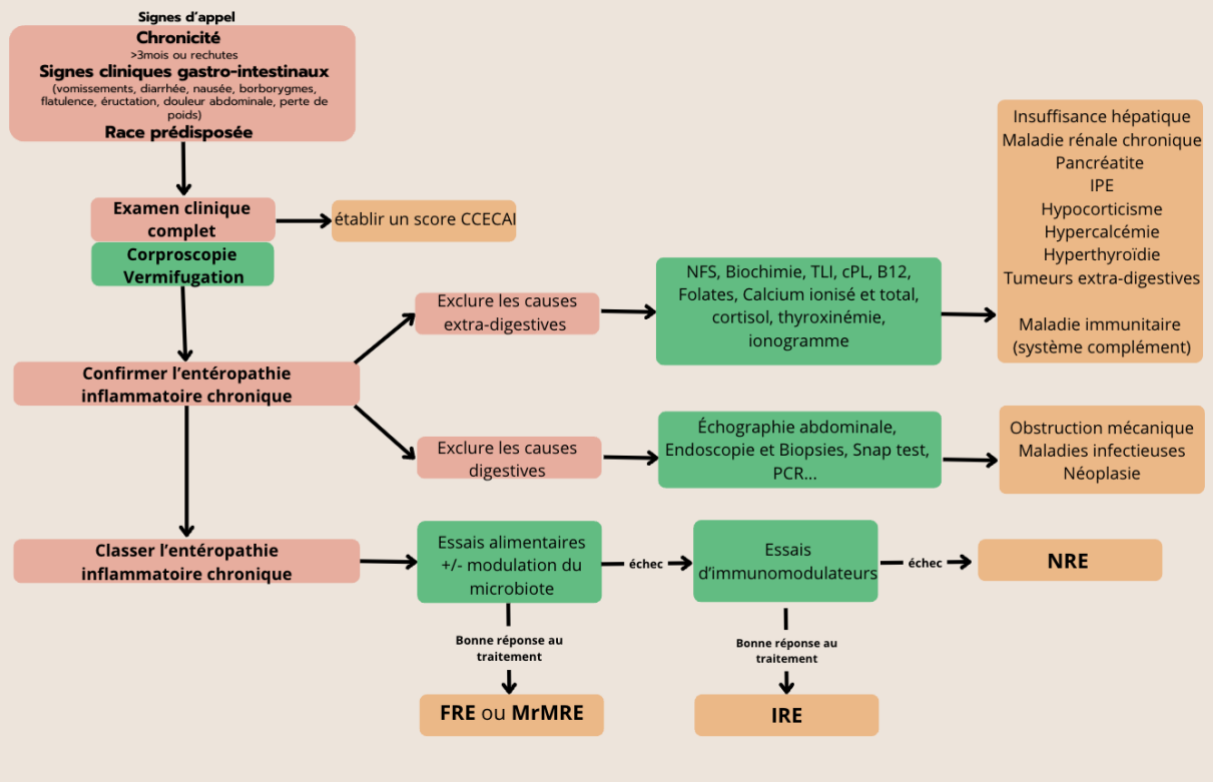 Signes d'appel
Chronicité
>3mois ou rechutes
Signes cliniques gastro-intestinaux
(vomissements, diarrhée, nausée, borborygmes,
flatulence, éructation, douleur abdominale, perte de
poids)
Race prédisposée
Examen clinique
complet
établir un score CCECAI
Corproscopie
Vermifugation
Confirmer l'entéropathie
inflammatoire chronique
Exclure les causes
extra-digestives
NFS, Biochimie, TLI, cPL, B12,
Folates, Calcium ionisé et total,
cortisol, thyroxinémie,
ionogramme
Insuffisance hépatique
Maladie rénale chronique
Pancréatite
IPE
Hypocorticisme
Hypercalcémie
Hyperthyroïdie
Tumeurs extra-digestives
Maladie immunitaire
(système complément)
Exclure les causes
digestives
Échographie abdominale,
Endoscopie et Biopsies, Snap test,
PCR...
Obstruction mécanique
Maladies infectieuses
Néoplasie
Classer l'entéropathie
inflammatoire chronique
Essais alimentaires
+/- modulation du
microbiote
échec
Essais
d'immunomodulateurs
échec
NRE
Bonne réponse au
traitement
Bonne réponse au
traitement
FRE ou MrMRE
IRE